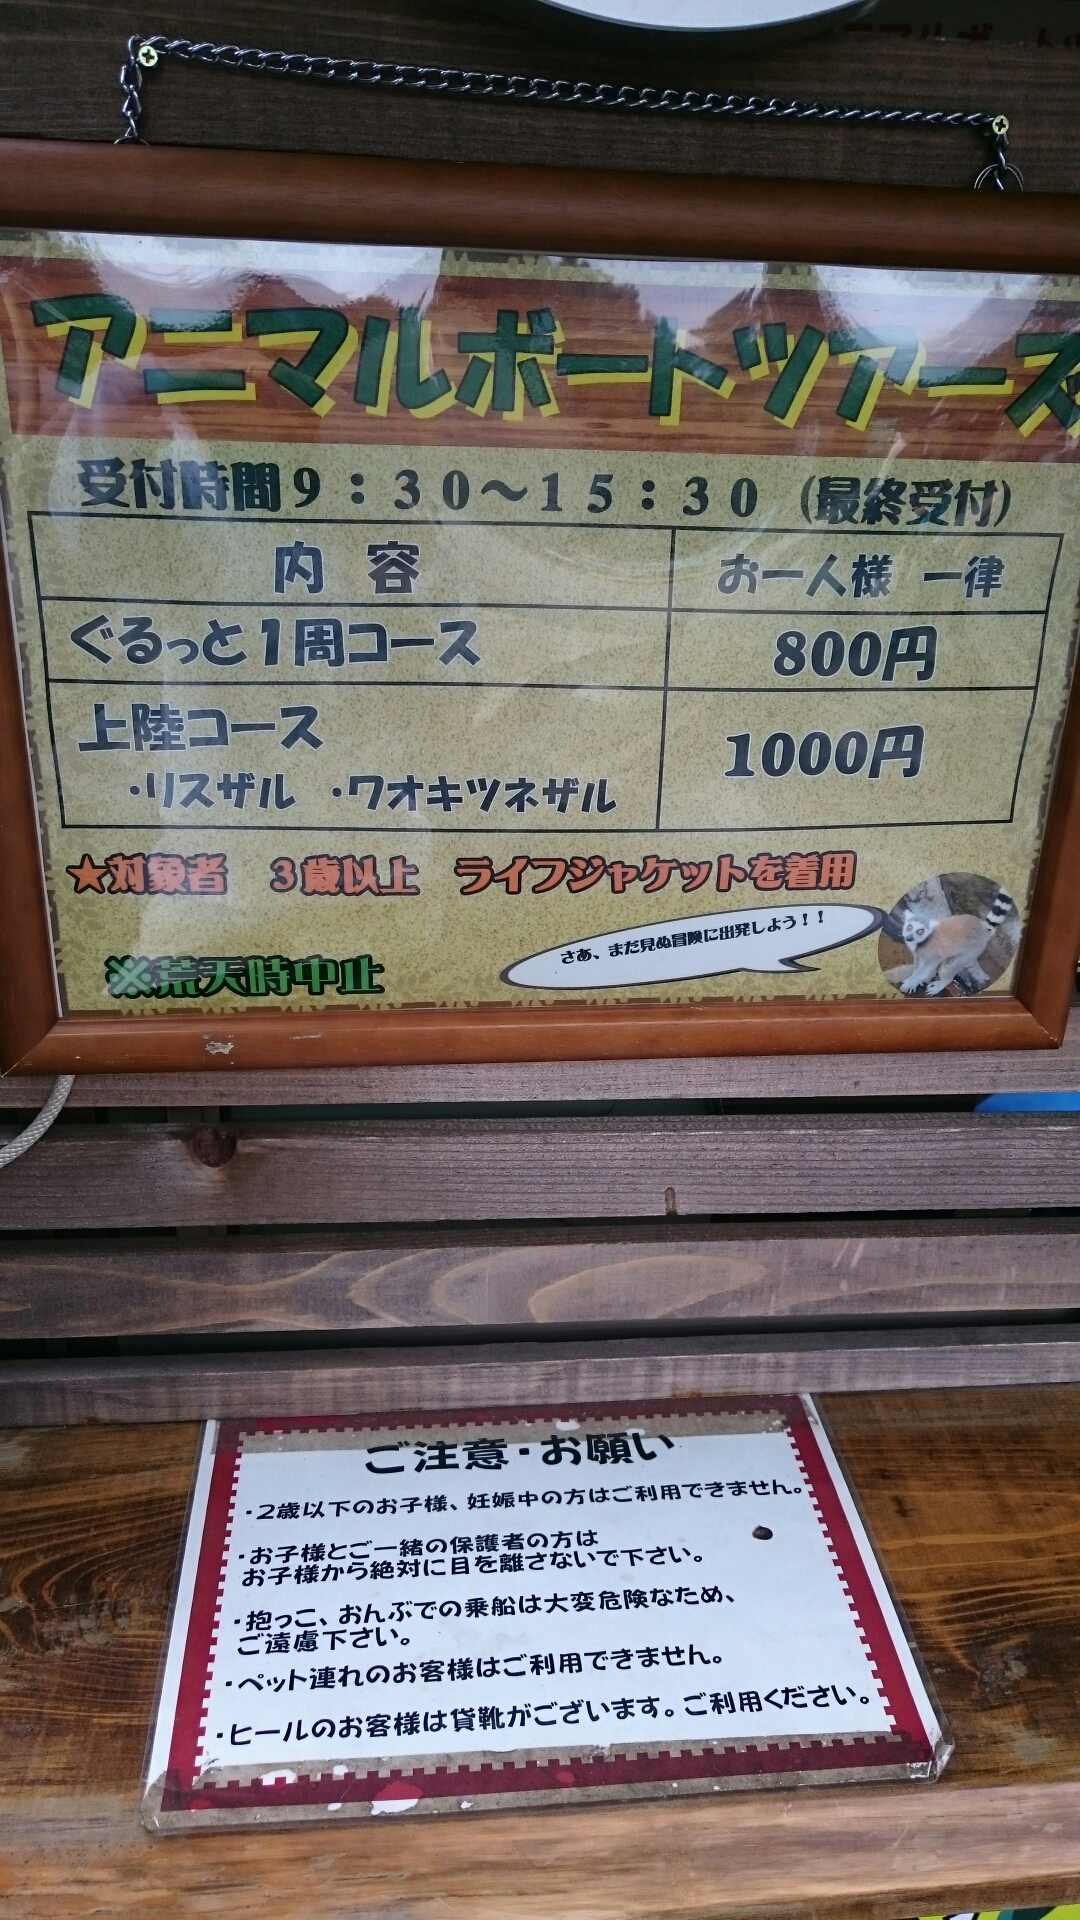 アニマルボートツアーズ
受付時間9：30～15：30 (最終受付)
内 容 お一人様 一律
ぐるっと1周コース 800円
上陸コース
・リスザル ・ワオキツネザル 1000円
★対象者 3歳以上 ライフジャケットを着用
さあ、まだ見ぬ冒険に出発しよう！！
※荒天時中止
ご注意・お願い
・2歳以下のお子様、妊娠中の方はご利用できません。
・お子様とご一緒の保護者の方は
お子様から絶対に目を離さないで下さい。
・抱っこ、おんぶでの乗船は大変危険なため、
ご遠慮下さい。
・ペット連れのお客様はご利用できません。
・ヒールのお客様は貸靴がございます。ご利用ください。